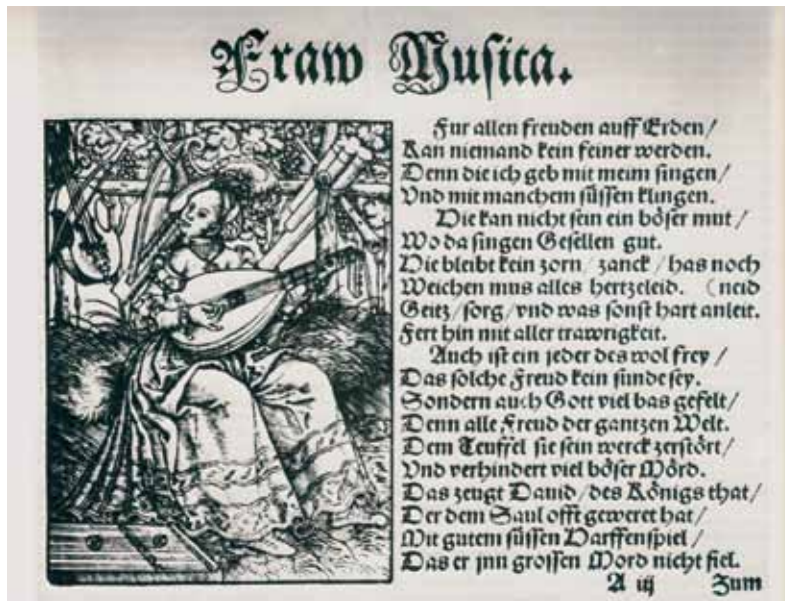 Fraw Musica.
Fur allen freuden auff Erden/
Kan niemand kein feiner werden.
Denn die ich geb mit meim singen/
Vnd mit manchem süssen klingen.
Hie kan nicht sein ein böser mut/
Wo da singen Gesellen gut.
Hie bleibt kein zorn/zanck/has noch
Weichen mus alles hertzeleid. (neid
Geitz/sorg/vnd was sonst hart anleit.
Fert hin mit aller trawrigkeit.
Auch ist ein jeder des wol frey/
Das solche Freud kein sunde sey.
Sondern auch Gott viel bas gefelt/
Denn alle Freud der gantzen Welt.
Dem Teuffel sie sein werck zerstört/
Vnd verhindert viel böser Mörd.
Das zeugt Dauid/des Königs that/
Der dem Saul offt geweret hat/
Mit gutem süssen Harffenspiel/
Das er jnn grossen Mord nicht fiel.
A iij Zum